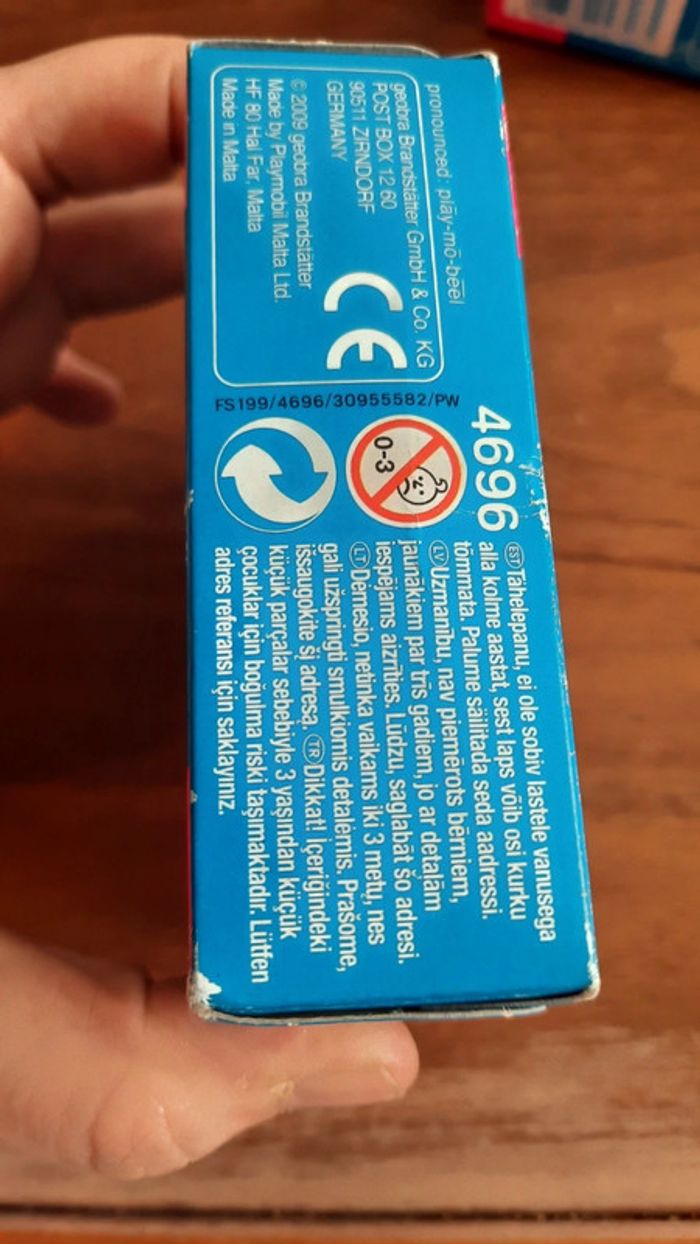 pronounced: plāy-mō-bēēl
geobra Brandstätter GmbH & Co. KG
POST BOX 12 60
90511 ZIRNDORF
GERMANY
© 2009 geobra Brandstätter
Made by Playmobil Malta Ltd.
HF 80 Hal Far, Malta
Made in Malta
CE
FS199/4696/30955582/PW
4696
0-3
EST Tähelepanu, ei ole sobiv lastele vanusega
alla kolme aastat, sest laps võib osi kurku
tõmmata. Palume säilitada seda aadressi.
LV Uzmanību, nav piemērots bērniem,
jaunākiem par trīs gadiem, jo ar detaļām
iespējams aizrīties. Lūdzu, saglabāt šo adresi.
LT Dėmesio, netinka vaikams iki 3 metų, nes
gali užspringti smulkiomis detalėmis. Prašome,
išsaugokite šį adresą. TR Dikkat! İçeriğindeki
küçük parçalar sebebiyle 3 yaşından küçük
çocuklar için boğulma riski taşımaktadır. Lütfen
adres referansı için saklayınız.